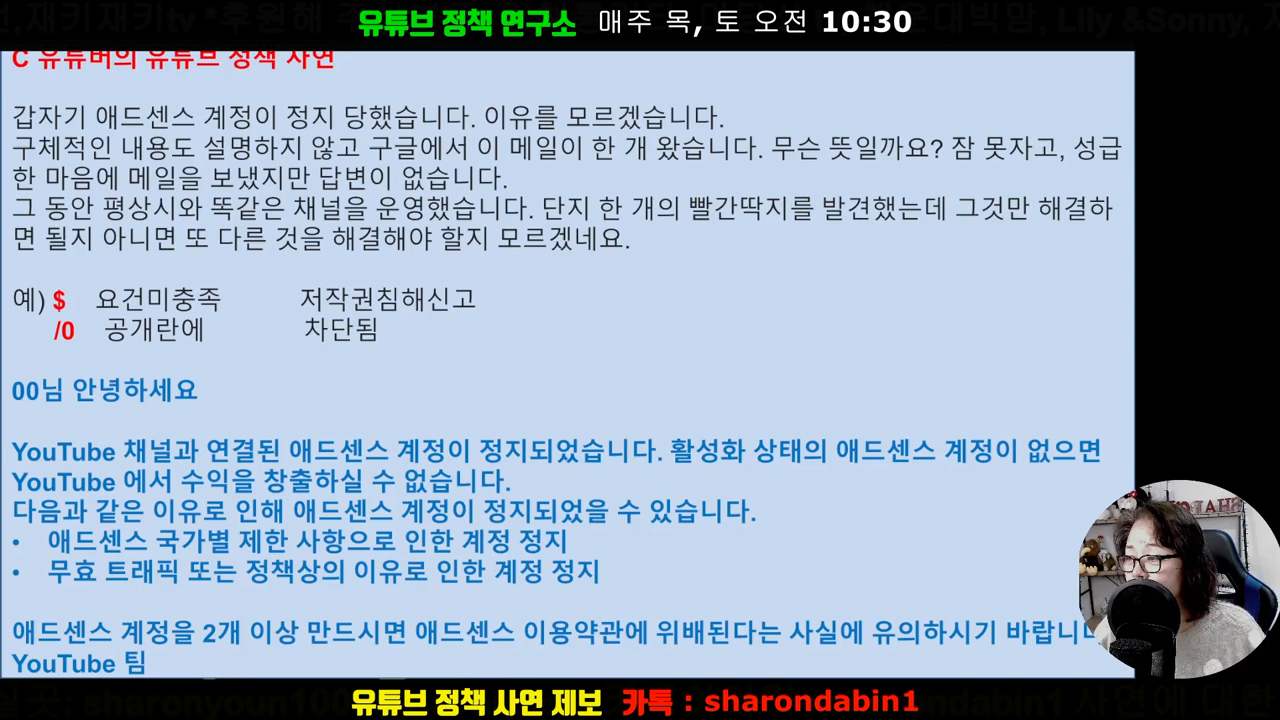 유튜브 정책 연구소 매주 목, 토 오전 10:30
C 유튜버의 유튜브 정책 사연
갑자기 애드센스 계정이 정지 당했습니다. 이유를 모르겠습니다.
구체적인 내용도 설명하지 않고 구글에서 이 메일이 한 개 왔습니다. 무슨 뜻일까요? 잠 못자고, 성급
한 마음에 메일을 보냈지만 답변이 없습니다.
그 동안 평상시와 똑같은 채널을 운영했습니다. 단지 한 개의 빨간딱지를 발견했는데 그것만 해결하
면 될지 아니면 또 다른 것을 해결해야 할지 모르겠네요.
예) $ 요건미충족 저작권침해신고
/0 공개란에 차단됨
00님 안녕하세요
YouTube 채널과 연결된 애드센스 계정이 정지되었습니다. 활성화 상태의 애드센스 계정이 없으면
YouTube 에서 수익을 창출하실 수 없습니다.
다음과 같은 이유로 인해 애드센스 계정이 정지되었을 수 있습니다.
• 애드센스 국가별 제한 사항으로 인한 계정 정지
• 무효 트래픽 또는 정책상의 이유로 인한 계정 정지
애드센스 계정을 2개 이상 만드시면 애드센스 이용약관에 위배된다는 사실에 유의하시기 바랍니다
YouTube 팀
유튜브 정책 사연 제보 카톡 : sharondabin1